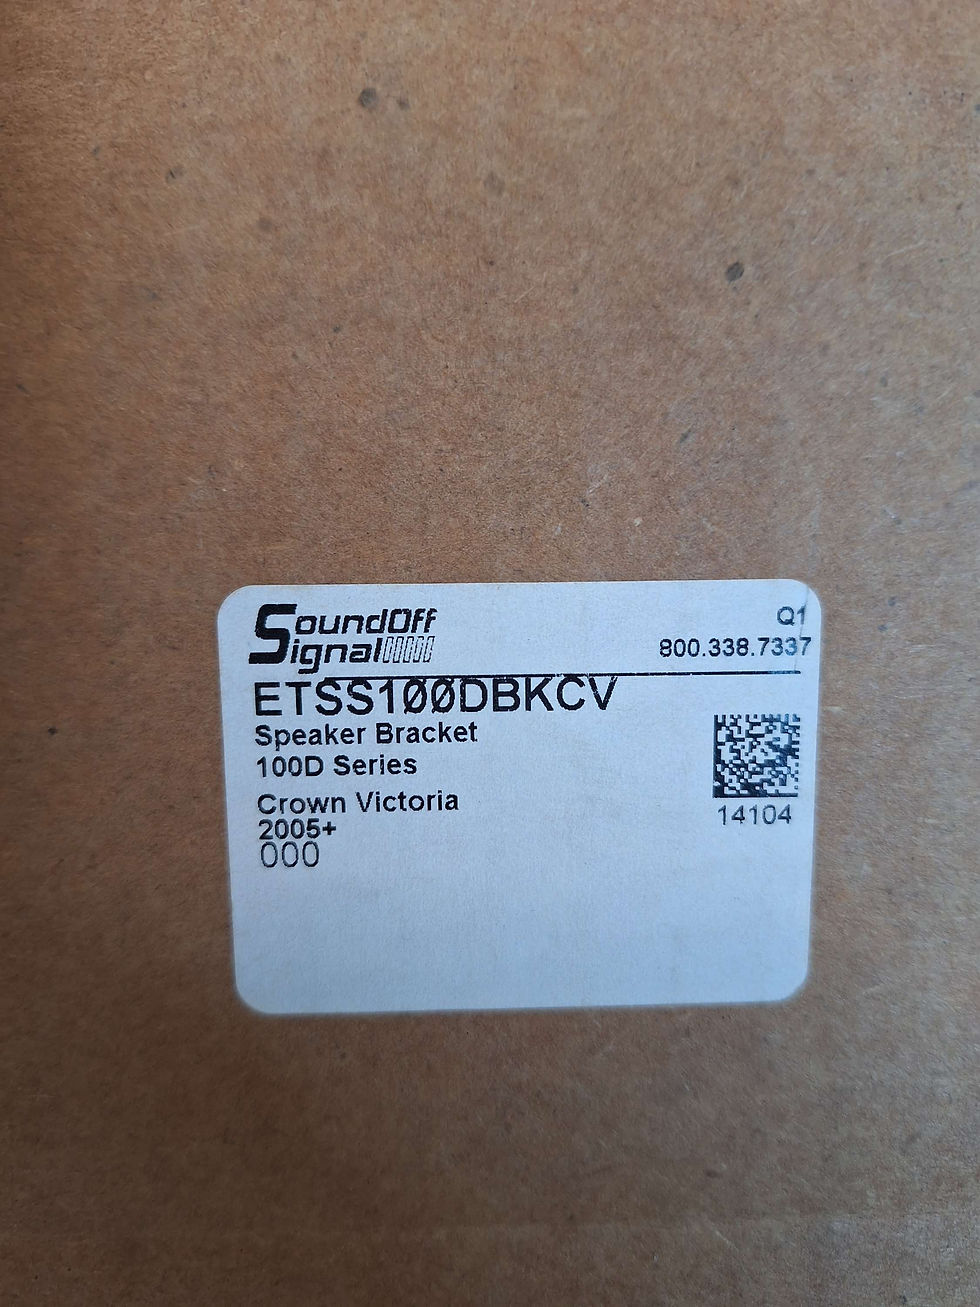 SoundOff
Signal
Q1
800.338.7337
ETSS100DBKCV
Speaker Bracket
100D Series
Crown Victoria
2005+
000
14104